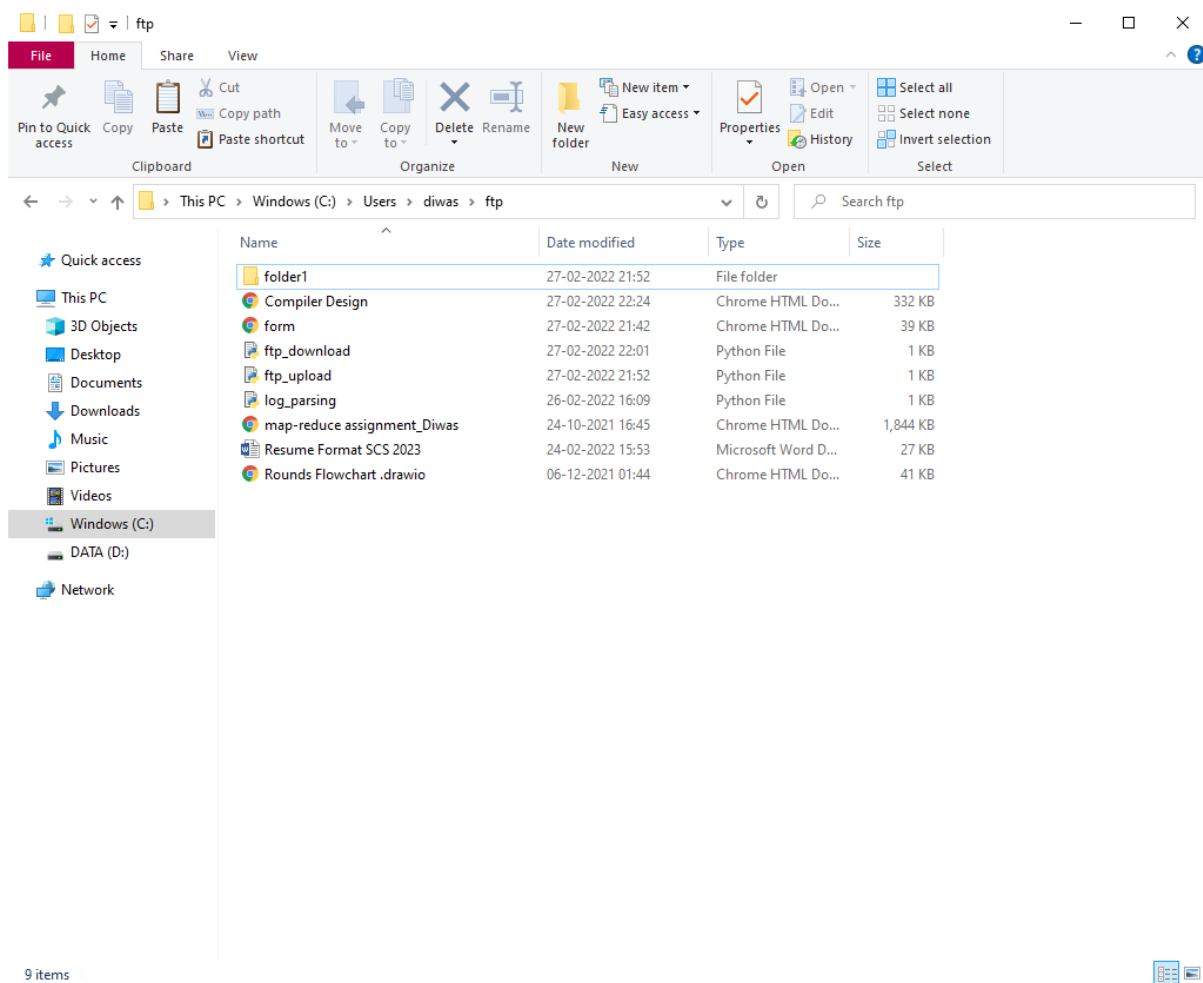 ftp
File Home Share View
Pin to Quick access
Copy
Paste
Cut
Copy path
Paste shortcut
Clipboard
Move to
Copy to
Delete
Rename
Organize
New folder
New item
Easy access
New
Properties
Open
Edit
History
Open
Select all
Select none
Invert selection
Select
This PC > Windows (C:) > Users > diwas > ftp
Search ftp
Quick access
This PC
3D Objects
Desktop
Documents
Downloads
Music
Pictures
Videos
Windows (C:)
DATA (D:)
Network
Name Date modified Type Size
folder1 27-02-2022 21:52 File folder
Compiler Design 27-02-2022 22:24 Chrome HTML Do... 332 KB
form 27-02-2022 21:42 Chrome HTML Do... 39 KB
ftp_download 27-02-2022 22:01 Python File 1 KB
ftp_upload 27-02-2022 21:52 Python File 1 KB
log_parsing 26-02-2022 16:09 Python File 1 KB
map-reduce assignment_Diwas 24-10-2021 16:45 Chrome HTML Do... 1,844 KB
Resume Format SCS 2023 24-02-2022 15:53 Microsoft Word D... 27 KB
Rounds Flowchart .drawio 06-12-2021 01:44 Chrome HTML Do... 41 KB
9 items